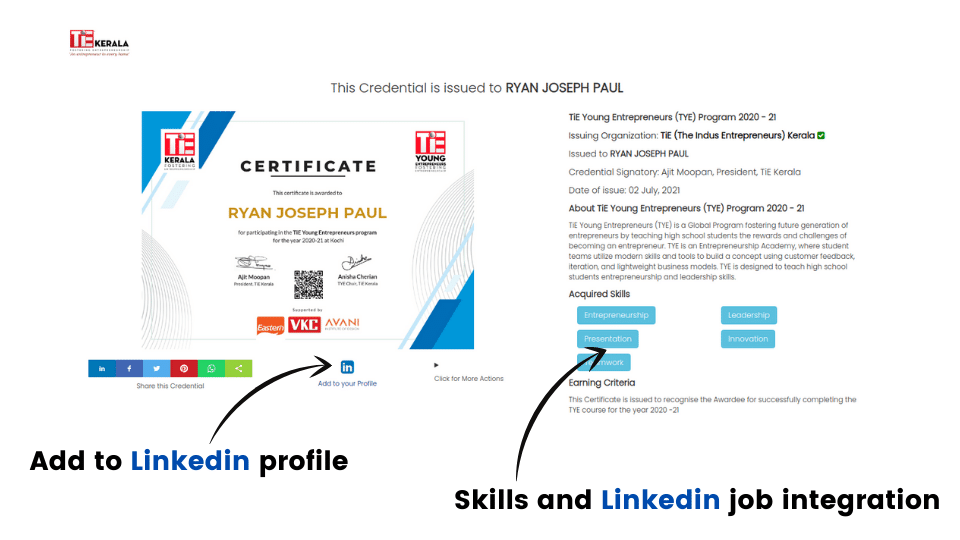 TiE KERALA
FOSTERING ENTREPRENEURSHIP
This Credential is issued to RYAN JOSEPH PAUL
TiE
KERALA
FOSTERING
TiE
YOUNG
ENTREPRENEURS
FOSTERING
CERTIFICATE
This certificate is awarded to
RYAN JOSEPH PAUL
for participating in the TiE Young Entrepreneurs program
for the year 2020-21 at Kochi
Ajit Moopan
President, TiE Kerala
Anisha Cherian
TYE Chair, TiE Kerala
Supported by
Eastern
VKC
AVANI
in
f
Share this Credential
in
Add to your Profile
Click for More Actions
TiE Young Entrepreneurs (TYE) Program 2020 - 21
Issuing Organization: TiE (The Indus Entrepreneurs) Kerala
Issued to RYAN JOSEPH PAUL
Credential Signatory: Ajit Moopan, President, TiE Kerala
Date of issue: 02 July, 2021
About TiE Young Entrepreneurs (TYE) Program 2020 - 21
TiE Young Entrepreneurs (TYE) is a Global Program fostering future generation of
entrepreneurs by teaching high school students the rewards and challenges of
becoming an entrepreneur. TYE is an Entrepreneurship Academy, where student
teams utilize modern skills and tools to build a concept using customer feedback,
iteration, and lightweight business models. TYE is designed to teach high school
students entrepreneurship and leadership skills.
Acquired Skills
Entrepreneurship
Leadership
Presentation
Innovation
Earning Criteria
This Certificate is issued to recognise the Awardee for successfully completing the
TYE course for the year 2020 -21
Add to Linkedin profile
Skills and Linkedin job integration